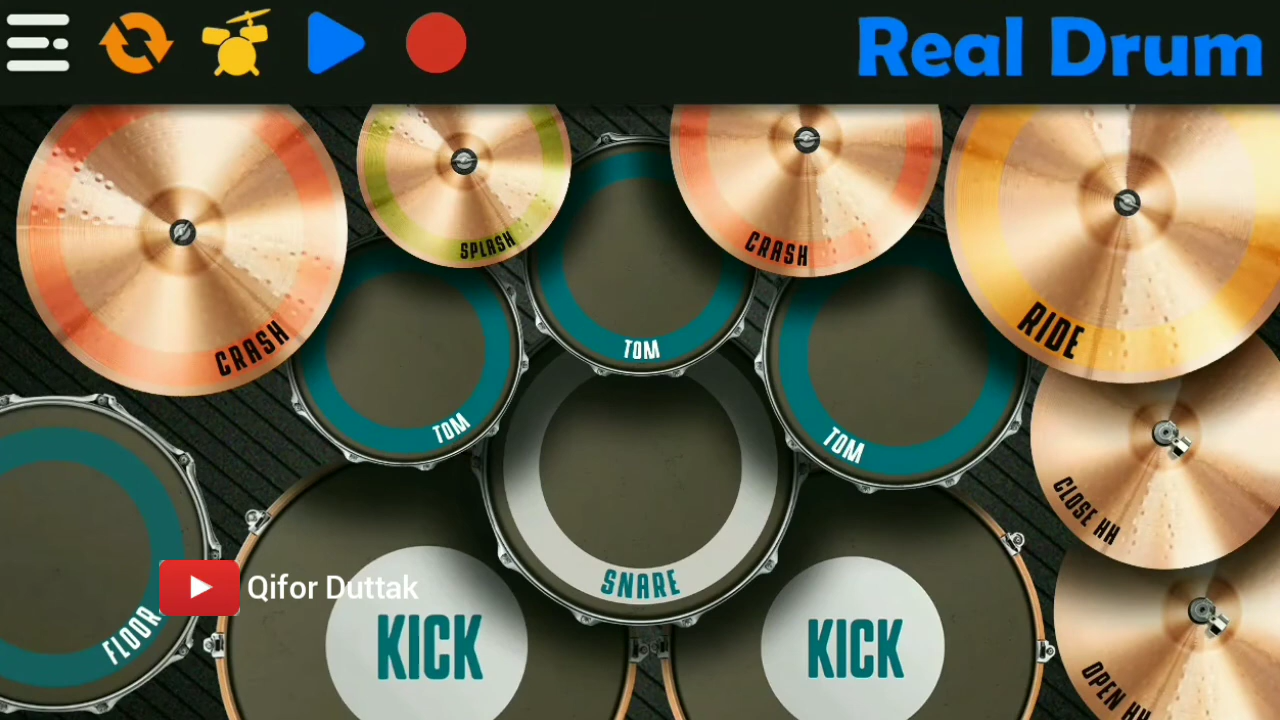 Real Drum
SPLASH
CRASH
CRASH
RIDE
TOM
TOM
TOM
CLOSE HH
SNARE
Qifor Duttak
FLOOR
KICK
KICK
OPEN HH